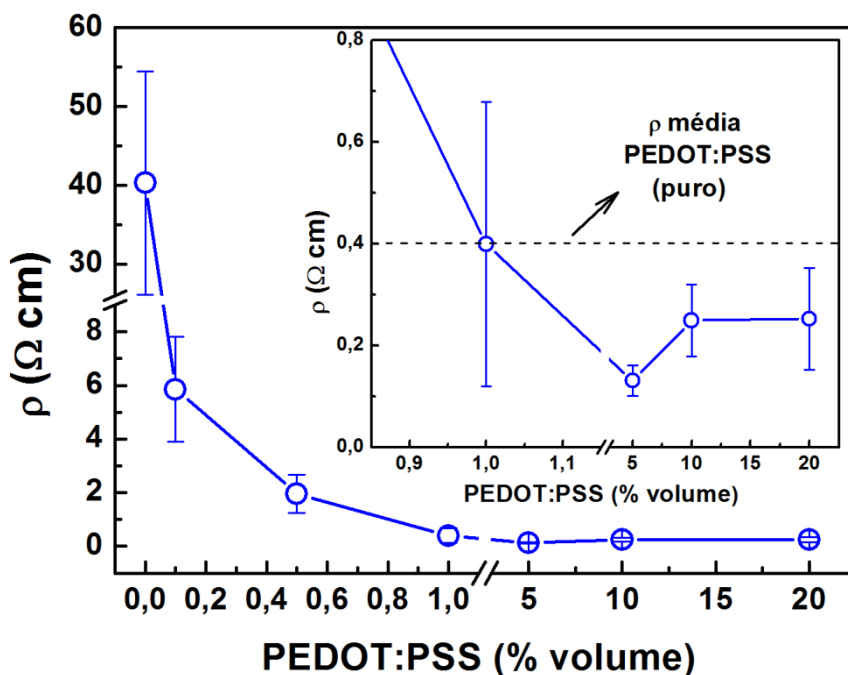 60
50
40
30
8
6
4
2
0
ρ (Ω cm)
0,0 0,2 0,4 0,6 0,8 1,0 5 10 15 20
PEDOT:PSS (% volume)
0,8
0,6
0,4
0,2
0,0
ρ (Ω cm)
ρ média
PEDOT:PSS
(puro)
0,9 1,0 1,1 5 10 20
PEDOT:PSS (% volume)